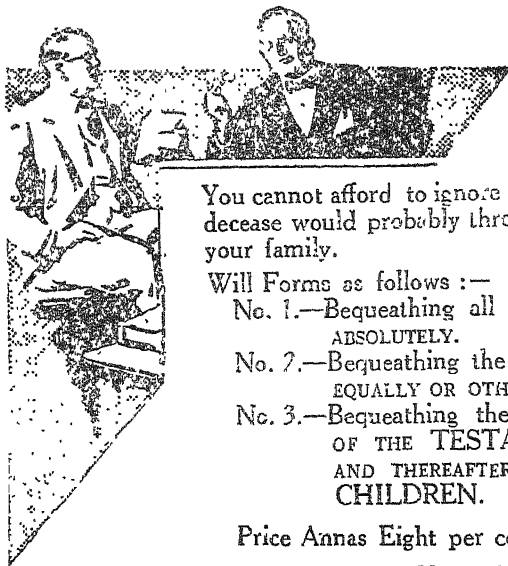 You cannot afford to ignore
decease would probably thro
your family.
Will Forms as follows :—
No. 1.—Bequeathing all
ABSOLUTELY.
No. 2.—Bequeathing the
EQUALLY OR OTH
No. 3.—Bequeathing the
OF THE TESTA
AND THEREAFTER
CHILDREN.
Price Annas Eight per co